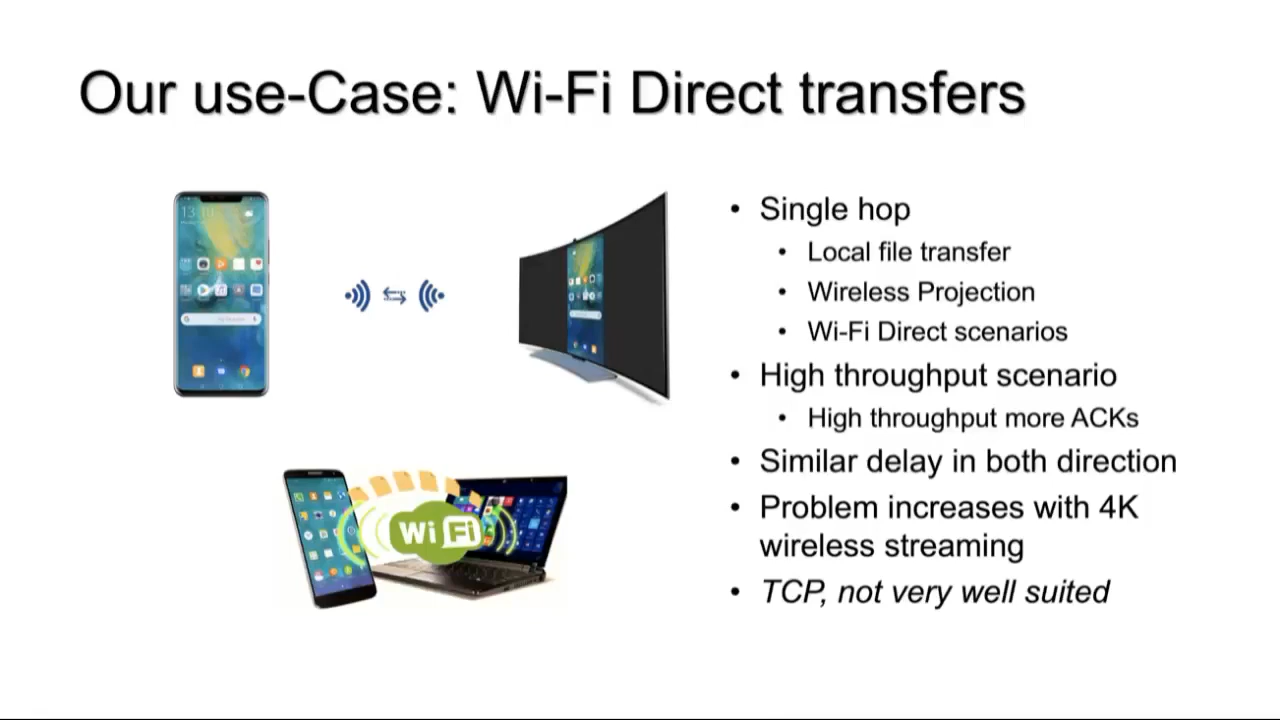 Our use-Case: Wi-Fi Direct transfers
• Single hop
• Local file transfer
• Wireless Projection
• Wi-Fi Direct scenarios
• High throughput scenario
• High throughput more ACKs
• Similar delay in both direction
• Problem increases with 4K
wireless streaming
• TCP, not very well suited
Wi Fi